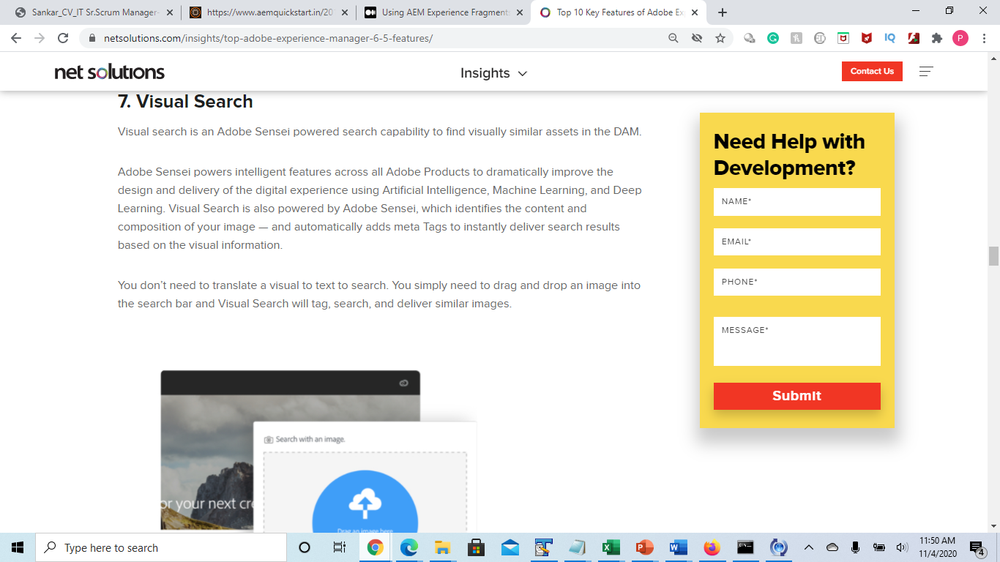 Sankar_CV_IT Sr.Scrum Manager-
https://www.aemquickstart.in/20
Using AEM Experience Fragments
Top 10 Key Features of Adobe Ex
netsolutions.com/insights/top-adobe-experience-manager-6-5-features/
P
net solutions
Insights
Contact Us
7. Visual Search
Visual search is an Adobe Sensei powered search capability to find visually similar assets in the DAM.
Adobe Sensei powers intelligent features across all Adobe Products to dramatically improve the
design and delivery of the digital experience using Artificial Intelligence, Machine Learning, and Deep
Learning. Visual Search is also powered by Adobe Sensei, which identifies the content and
composition of your image — and automatically adds meta Tags to instantly deliver search results
based on the visual information.
You don’t need to translate a visual to text to search. You simply need to drag and drop an image into
the search bar and Visual Search will tag, search, and deliver similar images.
Need Help with
Development?
NAME*
EMAIL*
PHONE*
MESSAGE*
Submit
Search with an image.
or your next cre
Drag an image here
Type here to search
11:50 AM
11/4/2020
4